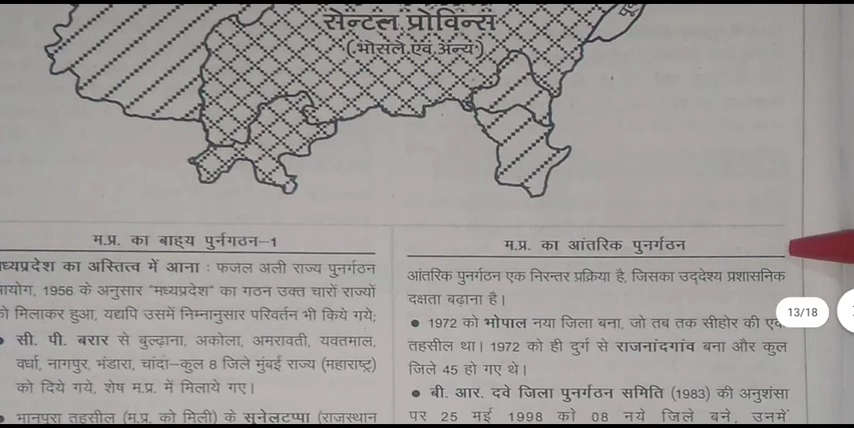 सेन्टल प्रोविन्स
(भोसले एवं अन्य)
म.प्र. का बाह्य पुर्नगठन–1
ध्यप्रदेश का अस्तित्व में आना : फजल अली राज्य पुनर्गठन
ायोग, 1956 के अनुसार "मध्यप्रदेश" का गठन उक्त चारों राज्यों
ो मिलाकर हुआ, यद्यपि उसमें निम्नानुसार परिवर्तन भी किये गये;
सी. पी. बरार से बुल्ढ़ाना, अकोला, अमरावती, यवतमाल,
वर्धा, नागपुर, भंडारा, चांदा–कुल 8 जिले मुंबई राज्य (महाराष्ट्र)
को दिये गये, शेष म.प्र. में मिलाये गए।
भानपुरा तहसील (म.प्र. को मिली) के सुनेलटप्पा (राजस्थान
म.प्र. का आंतरिक पुनर्गठन
आंतरिक पुनर्गठन एक निरन्तर प्रक्रिया है, जिसका उद्देश्य प्रशासनिक
दक्षता बढ़ाना है।
● 1972 को भोपाल नया जिला बना, जो तब तक सीहोर की एक
तहसील था। 1972 को ही दुर्ग से राजनांदगांव बना और कुल
जिले 45 हो गए थे।
● बी. आर. दवे जिला पुनर्गठन समिति (1983) की अनुशंसा
पर 25 मई 1998 को 08 नये जिले बने, उनमें
13/18